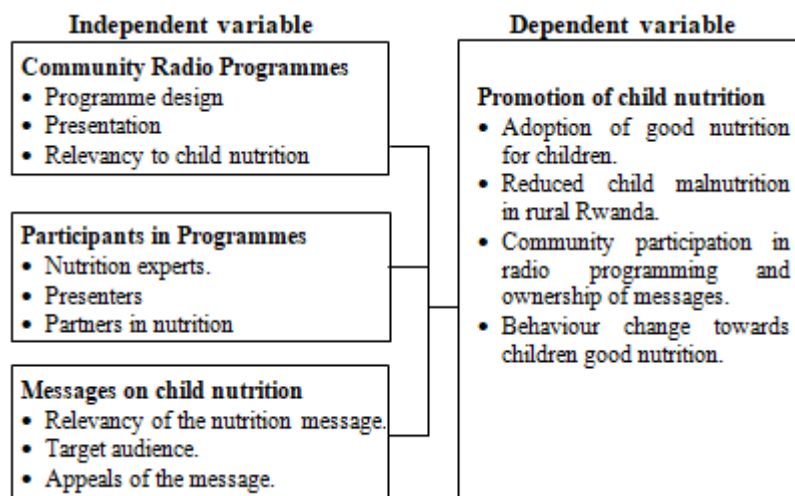 Independent variable
Community Radio Programmes
• Programme design
• Presentation
• Relevancy to child nutrition
Participants in Programmes
• Nutrition experts.
• Presenters
• Partners in nutrition
Messages on child nutrition
• Relevancy of the nutrition message.
• Target audience.
• Appeals of the message.
Dependent variable
Promotion of child nutrition
• Adoption of good nutrition
for children.
• Reduced child malnutrition
in rural Rwanda.
• Community participation in
radio programming and
ownership of messages.
• Behaviour change towards
children good nutrition.